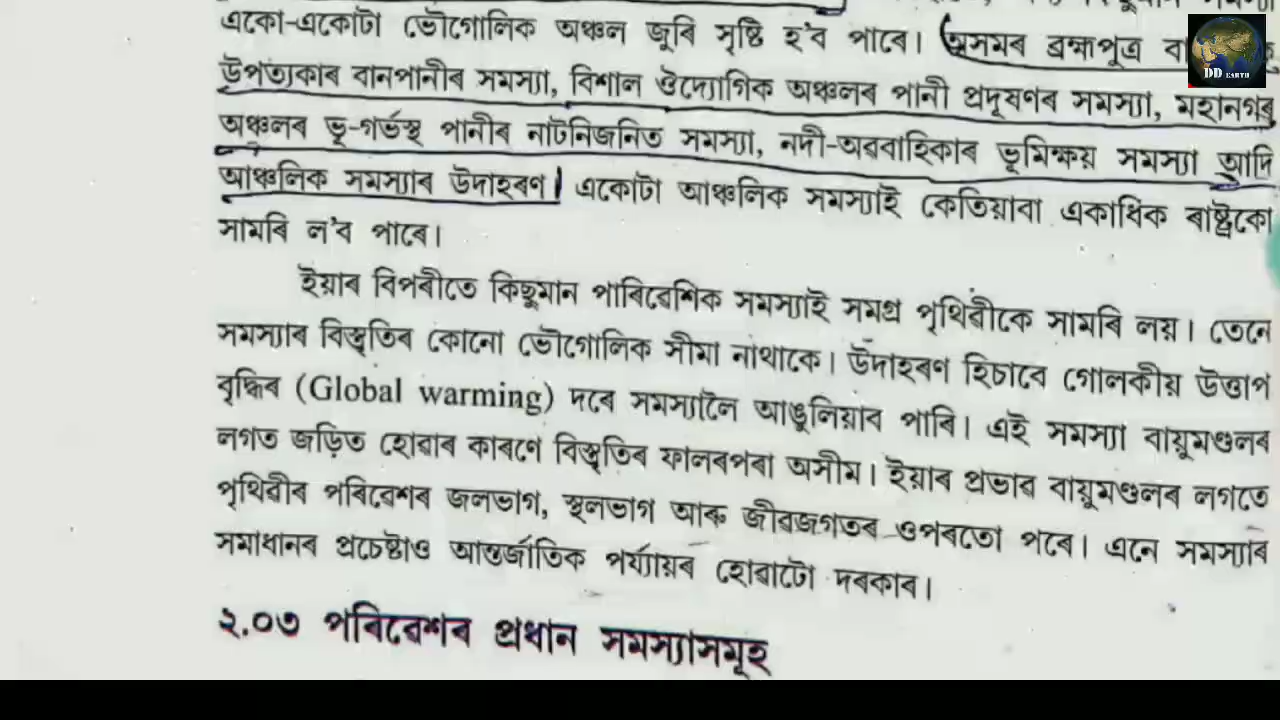 একো-একোটা ভৌগোলিক অঞ্চল জুৰি সৃষ্টি হ'ব পাৰে। (অসমৰ ব্ৰহ্মপুত্ৰ
উপত্যকাৰ বানপানীৰ সমস্যা, বিশাল ঔদ্যোগিক অঞ্চলৰ পানী প্ৰদূষণৰ সমস্যা, মহানগৰ
অঞ্চলৰ ভূ-গৰ্ভস্থ পানীৰ নাটনিজনিত সমস্যা, নদী-অৱবাহিকাৰ ভূমিক্ষয় সমস্যা আদি
আঞ্চলিক সমস্যাৰ উদাহৰণ। একোটা আঞ্চলিক সমস্যাই কেতিয়াবা একাধিক ৰাষ্ট্ৰকো
সামৰি ল'ব পাৰে।
ইয়াৰ বিপৰীতে কিছুমান পাৰিৱেশিক সমস্যাই সমগ্ৰ পৃথিৱীকে সামৰি লয়। তেনে
সমস্যাৰ বিস্তৃতিৰ কোনো ভৌগোলিক সীমা নাথাকে। উদাহৰণ হিচাবে গোলকীয় উত্তাপ
বৃদ্ধিৰ (Global warming) দৰে সমস্যালৈ আঙুলিয়াব পাৰি। এই সমস্যা বায়ুমণ্ডলৰ
লগত জড়িত হোৱাৰ কাৰণে বিস্তৃতিৰ ফালৰপৰা অসীম। ইয়াৰ প্ৰভাৱ বায়ুমণ্ডলৰ লগতে
পৃথিৱীৰ পৰিৱেশৰ জলভাগ, স্থলভাগ আৰু জীৱজগতৰ ওপৰতো পৰে। এনে সমস্যাৰ
সমাধানৰ প্ৰচেষ্টাও আন্তৰ্জাতিক পৰ্য্যায়ৰ হোৱাটো দৰকাৰ।
২.০৩ পৰিৱেশৰ প্ৰধান সমস্যাসমূহ
DD EARTH